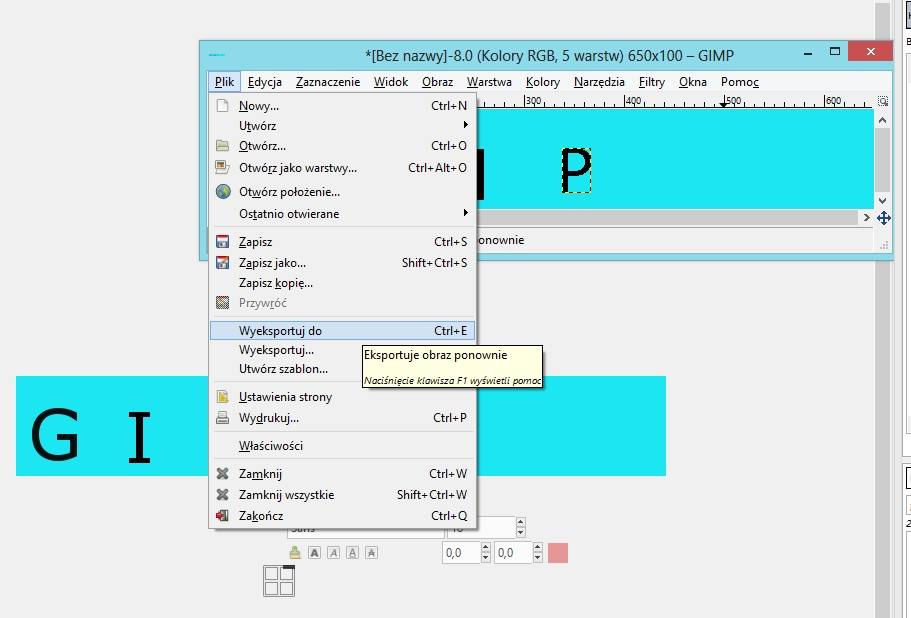 *[Bez nazwy]-8.0 (Kolory RGB, 5 warstw) 650x100 – GIMP
Plik Edycja Zaznaczenie Widok Obraz Warstwa Kolory Narzędzia Filtry Okna Pomoc
300 400 500 600
Nowy... Ctrl+N
Utwórz
Otwórz... Ctrl+O
Otwórz jako warstwy... Ctrl+Alt+O
Otwórz położenie...
Ostatnio otwierane
Zapisz Ctrl+S
Zapisz jako... Shift+Ctrl+S
Zapisz kopię...
Przywróć
Wyeksportuj do Ctrl+E
Wyeksportuj...
Utwórz szablon...
Ustawienia strony
Wydrukuj... Ctrl+P
Właściwości
Zamknij Ctrl+W
Zamknij wszystkie Shift+Ctrl+W
Zakończ Ctrl+Q
P
ponownie
Eksportuje obraz ponownie
Naciśnięcie klawisza F1 wyświetli pomoc
G I
A A A A
0,0 0,0